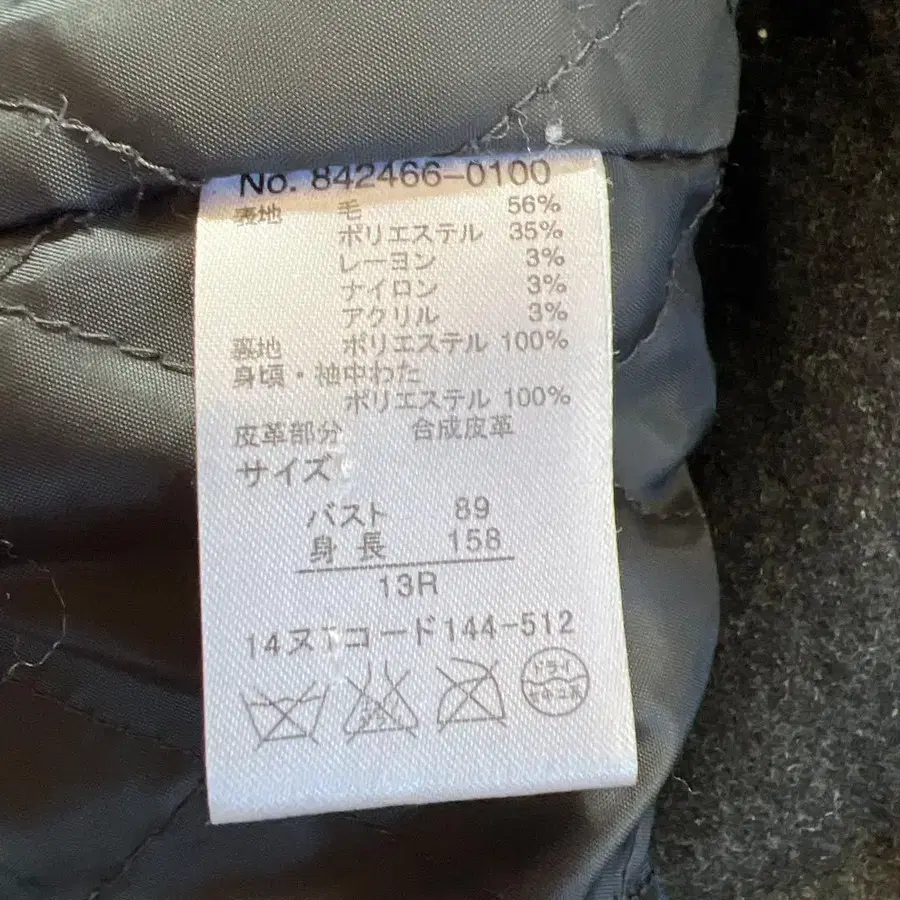 No. 842466-0100
表地 毛 56%
ポリエステル 35%
レーヨン 3%
ナイロン 3%
アクリル 3%
裏地 ポリエステル 100%
身頃・袖中わた
ポリエステル 100%
皮革部分 合成皮革
サイズ
バスト 89
身長 158
13R
コード144-512
ドライ
セキユ系